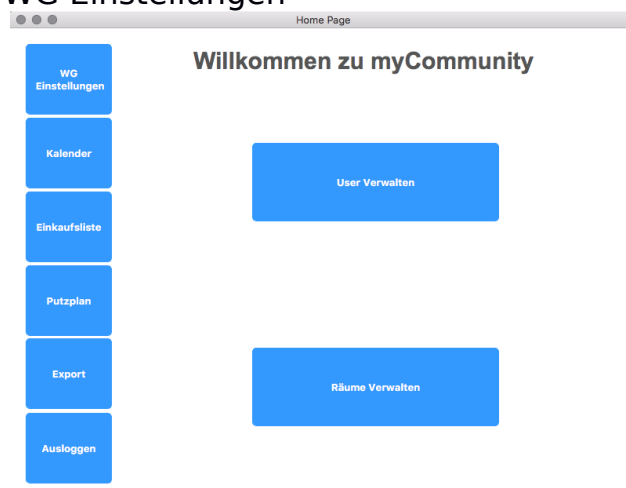 WG Einstellungen
Home Page
Willkommen zu myCommunity
WG
Einstellungen
Kalender
Einkaufsliste
Putzplan
Export
Ausloggen
User Verwalten
Räume Verwalten